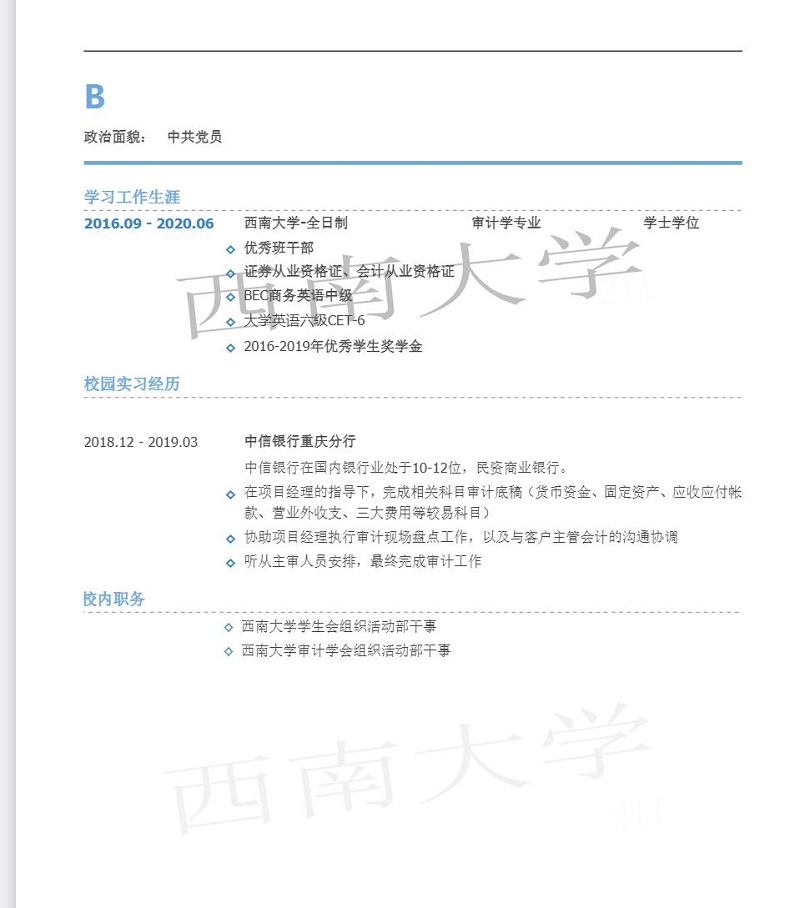 B
政治面貌： 中共党员
学习工作生涯
2016.09 - 2020.06 西南大学-全日制 审计学专业 学士学位
优秀班干部
证券从业资格证、会计从业资格证
BEC商务英语中级
大学英语六级CET-6
2016-2019年优秀学生奖学金
西南大学
校园实习经历
2018.12 - 2019.03 中信银行重庆分行
中信银行在国内银行业处于10-12位，民资商业银行。
在项目经理的指导下，完成相关科目审计底稿（货币资金、固定资产、应收应付帐
款、营业外收支、三大费用等较易科目）
协助项目经理执行审计现场盘点工作，以及与客户主管会计的沟通协调
听从主审人员安排，最终完成审计工作
校内职务
西南大学学生会组织活动部干事
西南大学审计学会组织活动部干事
西南大学